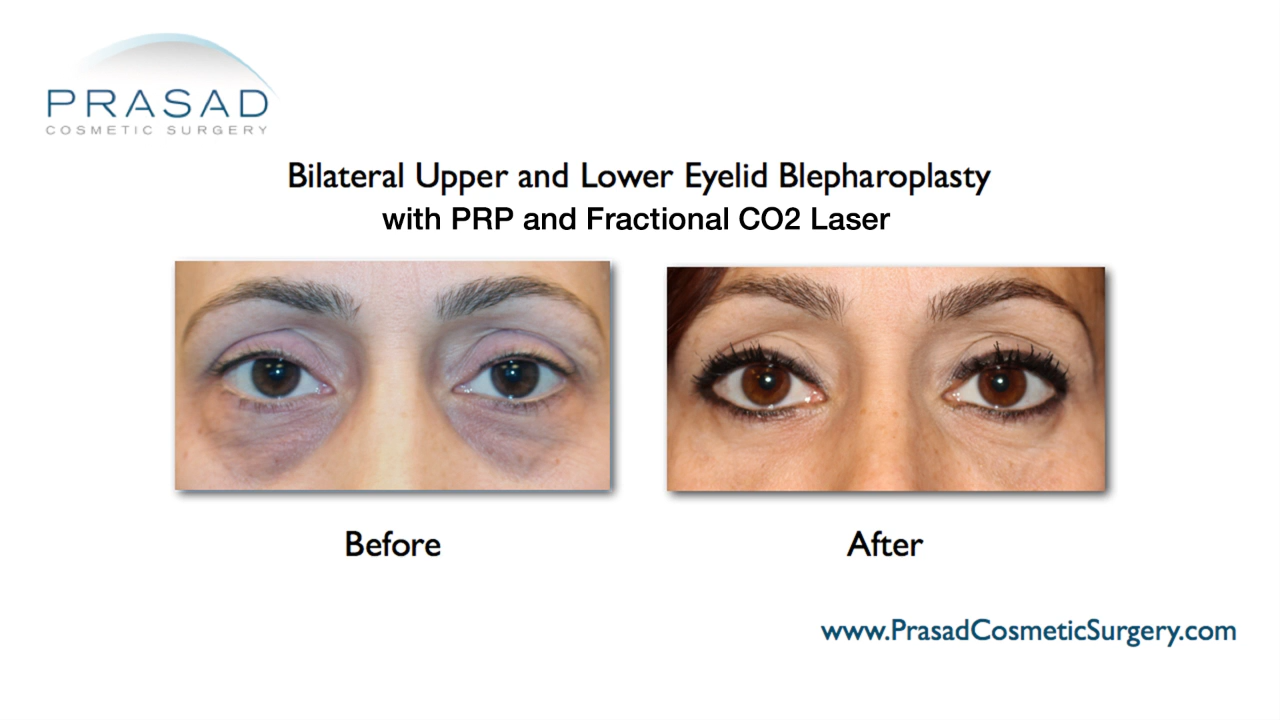 PRASAD
COSMETIC SURGERY
Bilateral Upper and Lower Eyelid Blepharoplasty
with PRP and Fractional CO2 Laser
Before
After
www.PrasadCosmeticSurgery.com